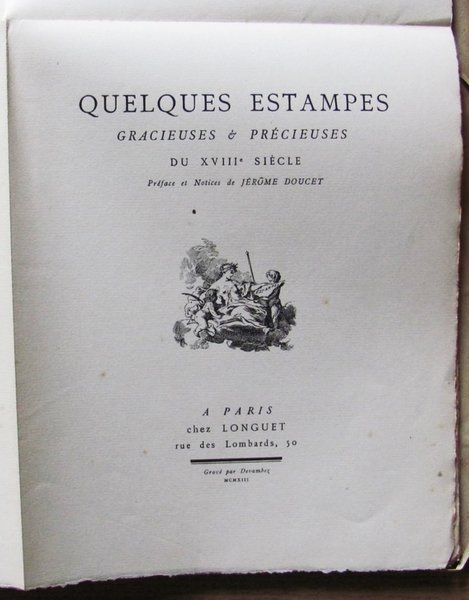 QUELQUES ESTAMPES
GRACIEUSES & PRÉCIEUSES
DU XVIIIe SIÈCLE
Préface et Notices de JÉRÔME DOUCET
A PARIS
chez LONGUET
rue des Lombards, 50
Gravé par Devambez
MCMXIII